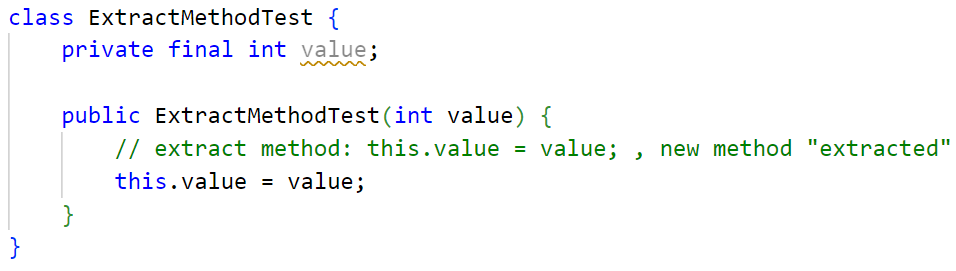 class ExtractMethodTest {
    private final int value;

    public ExtractMethodTest(int value) {
        // extract method: this.value = value; , new method "extracted"
        this.value = value;
    }
}